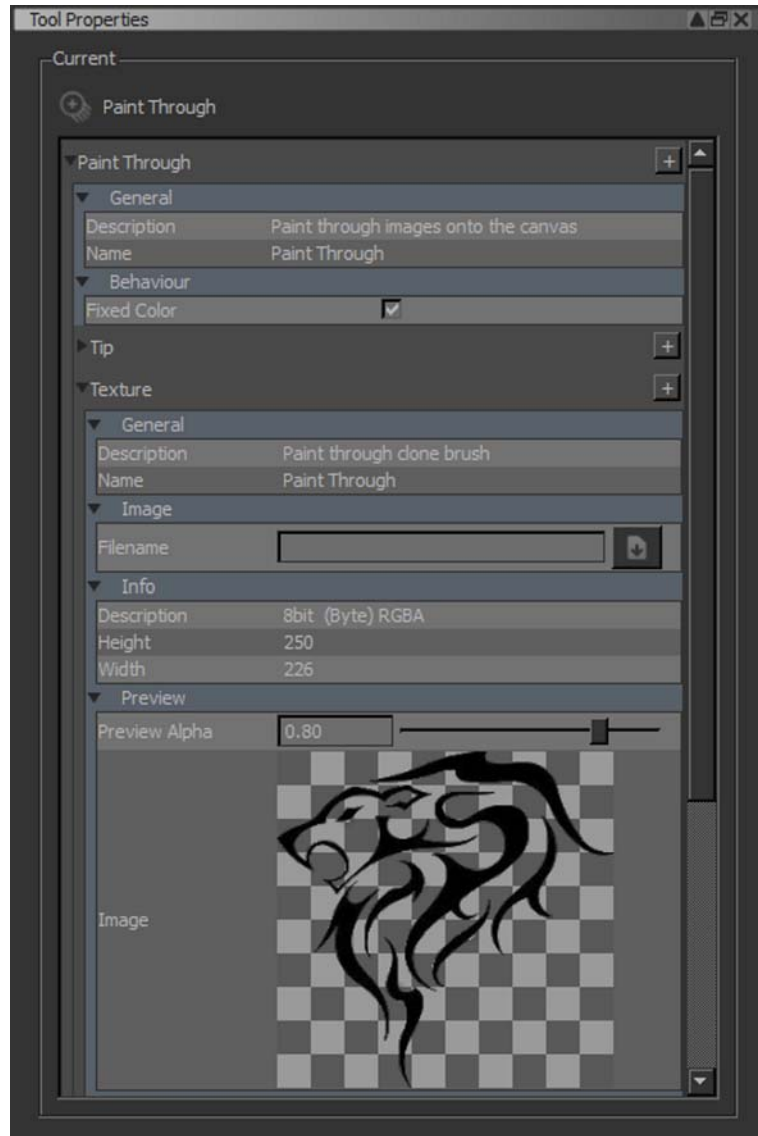 Tool Properties
Current
Paint Through
Paint Through
General
Description Paint through images onto the canvas
Name Paint Through
Behaviour
Fixed Color
Tip
Texture
General
Description Paint through clone brush
Name Paint Through
Image
Filename
Info
Description 8bit (Byte) RGBA
Height 250
Width 226
Preview
Preview Alpha 0.80
Image